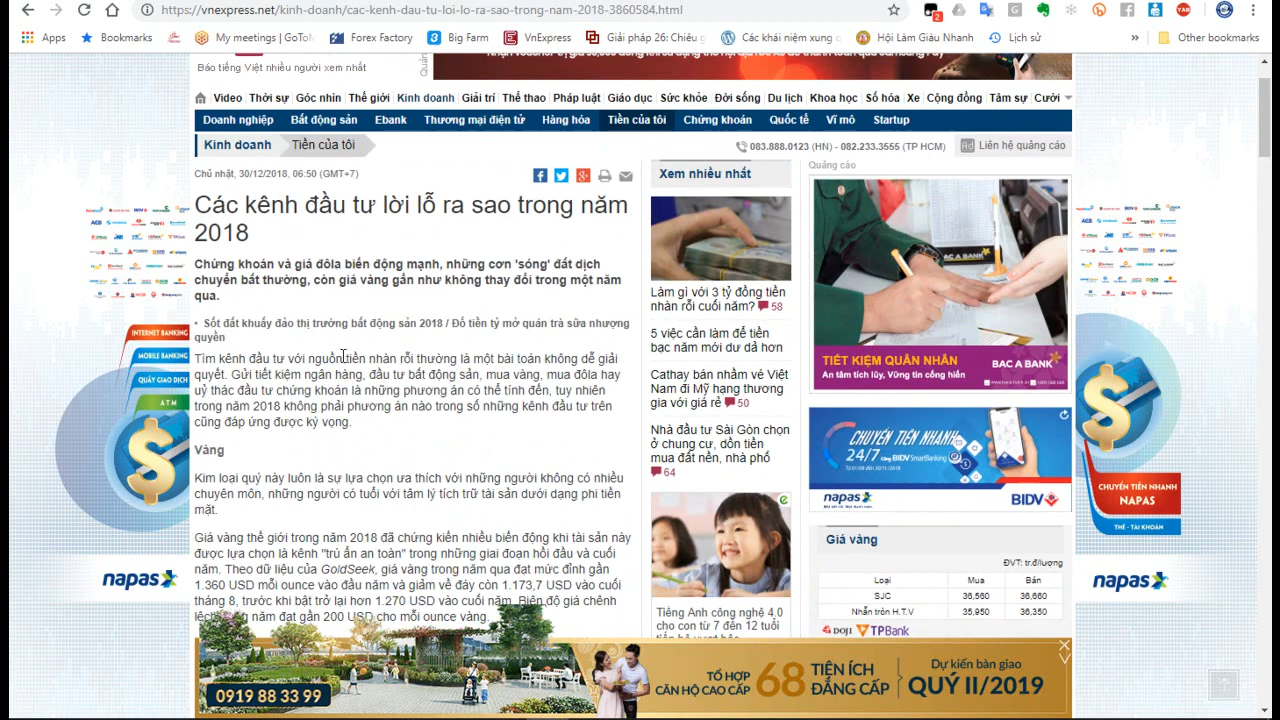 https://vnexpress.net/kinh-doanh/cac-kenh-dau-tu-loi-lo-ra-sao-trong-nam-2018-3860584.html
Apps Bookmarks My meetings | GoToM Forex Factory Big Farm VnExpress Giải pháp 26: Chiêu Các khái niệm xung q Hội Làm Giàu Nhanh Lịch sử » Other bookmarks
Báo tiếng Việt nhiều người xem nhất
Video Thời sự Góc nhìn Thế giới Kinh doanh Giải trí Thể thao Pháp luật Giáo dục Sức khỏe Đời sống Du lịch Khoa học Số hóa Xe Cộng đồng Tâm sự Cười
Doanh nghiệp Bất động sản Ebank Thương mại điện tử Hàng hóa Tiền của tôi Chứng khoán Quốc tế Vĩ mô Startup
Kinh doanh Tiền của tôi
083.888.0123 (HN) - 082.233.3555 (TP HCM)
Ad Liên hệ quảng cáo
Chủ nhật, 30/12/2018, 06:50 (GMT+7)
Các kênh đầu tư lời lỗ ra sao trong năm
2018
Chứng khoán và giá đôla biến động mạnh, từng cơn 'sóng' đất dịch
chuyển bất thường, còn giá vàng gần như không thay đổi trong một năm
qua.
• Sốt đất khuấy đảo thị trường bất động sản 2018 / Đổ tiền tỷ mở quán trà sữa nhượng
quyền
Tìm kênh đầu tư với nguồn tiền nhàn rỗi thường là một bài toán không dễ giải
quyết. Gửi tiết kiệm ngân hàng, đầu tư bất động sản, mua vàng, mua đôla hay
uỷ thác đầu tư chứng khoán là những phương án có thể tính đến, tuy nhiên
trong năm 2018 không phải phương án nào trong số những kênh đầu tư trên
cũng đáp ứng được kỳ vọng.
Vàng
Kim loại quý này luôn là sự lựa chọn ưa thích với những người không có nhiều
chuyên môn, những người có tuổi với tâm lý tích trữ tài sản dưới dạng phi tiền
mặt.
Giá vàng thế giới trong năm 2018 đã chứng kiến nhiều biến động khi tài sản này
được lựa chọn là kênh "trú ẩn an toàn" trong những giai đoạn hồi đầu và cuối
năm. Theo dữ liệu của GoldSeek, giá vàng trong năm qua đạt mức đỉnh gần
1.360 USD mỗi ounce vào đầu năm và giảm về đáy còn 1.173,7 USD vào cuối
tháng 8, trước khi bật trở lại hơn 1.270 USD vào cuối năm. Biên độ giá chênh
năm đạt gần 200 USD cho mỗi ounce vàng.
Xem nhiều nhất
Làm gì với vài tỷ đồng tiền
nhàn rỗi cuối năm? 58
5 việc cần làm để tiền
bạc năm mới dư dả hơn
Cathay bán nhầm vé Việt
Nam đi Mỹ hạng thương
gia với giá rẻ 50
Nhà đầu tư Sài Gòn chọn
ở chung cư, dồn tiền
mua đất nền, nhà phố
64
Tiếng Anh công nghệ 4.0
cho con từ 7 đến 12 tuổi
Quảng cáo
BAC A BANK
TIẾT KIỆM QUÂN NHÂN
An tâm tích lũy, Vững tin cống hiến
BAC A BANK
CHUYỂN TIỀN NHANH
24/7 Cùng BIDV SmartBanking
napas BIDV
Giá vàng
ĐVT: tr.đ/lượng
Loại Mua Bán
SJC 36,560 36,660
Nhẫn tròn H.T.V 35,950 36,350
DOJI TPBank
INTERNET BANKING
MOBILE BANKING
QUẦY GIAO DỊCH
ATM
napas
CHUYỂN TIỀN NHANH
NAPAS
THẺ - TÀI KHOẢN
napas
0919 88 33 99
TỔ HỢP
CĂN HỘ CAO CẤP
68 TIỆN ÍCH
ĐẲNG CẤP
Dự kiến bàn giao
QUÝ II/2019